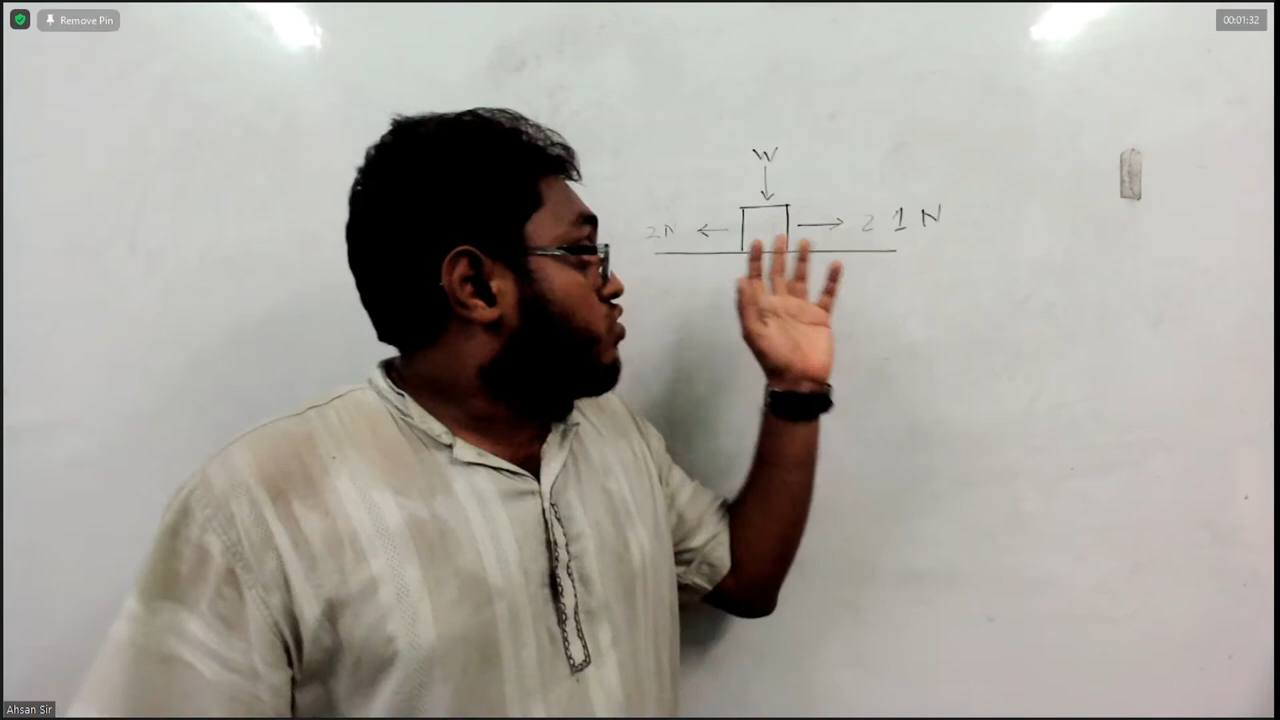 Remove Pin
00:01:32
W
2N ← → 2 1 N
Ahsan Sir